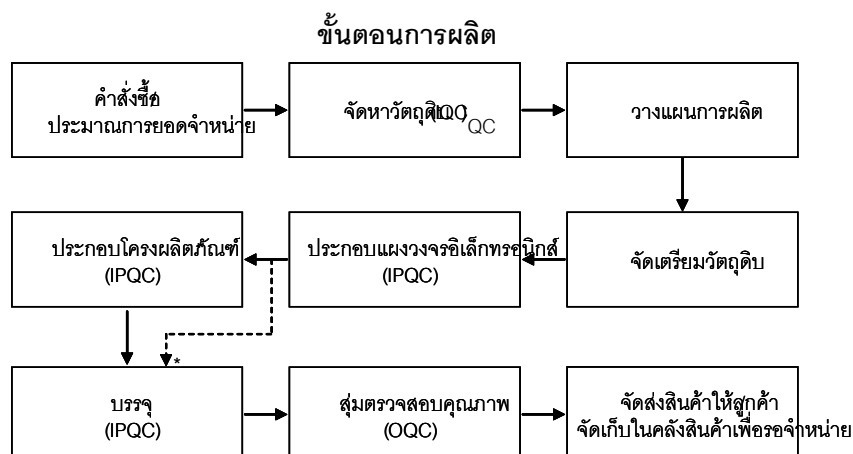 ขั้นตอนการผลิต
คำสั่งซื้อ/
ประมาณการยอดจำหน่าย
จัดหาวัตถุดิบ (IQC)
QC
วางแผนการผลิต
ประกอบโครงผลิตภัณฑ์
(IPQC)
ประกอบแผงวงจรอิเล็กทรอนิกส์
(IPQC)
จัดเตรียมวัตถุดิบ
*
บรรจุ
(IPQC)
สุ่มตรวจสอบคุณภาพ
(OQC)
จัดส่งสินค้าให้ลูกค้า/
จัดเก็บในคลังสินค้าเพื่อรอจำหน่าย